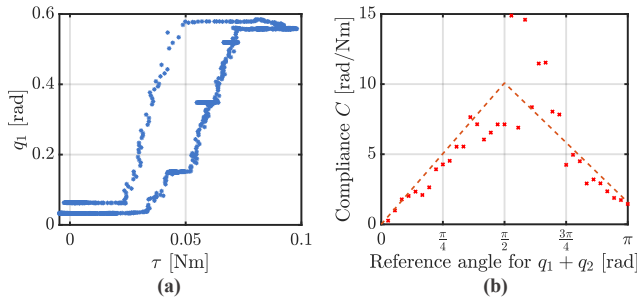 0.6
0.4
0.2
0
q₁ [rad]
0
0.05
0.1
τ [Nm]
(a)
15
10
5
0
Compliance C [rad/Nm]
0
π/4
π/2
3π/4
π
Reference angle for q₁ + q₂ [rad]
(b)